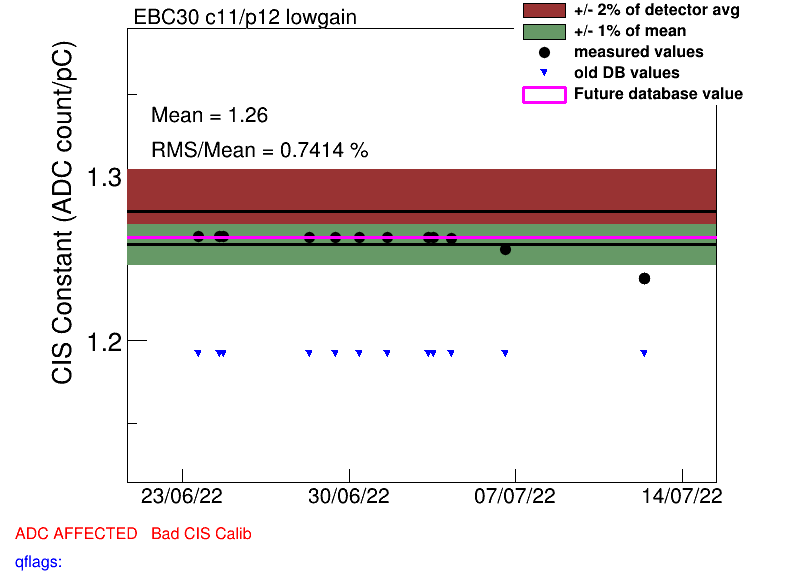 EBC30 c11/p12 lowgain
+/- 2% of detector avg
+/- 1% of mean
measured values
old DB values
Future database value
Mean = 1.26
RMS/Mean = 0.7414 %
CIS Constant (ADC count/pC)
1.3
1.2
23/06/22 30/06/22 07/07/22 14/07/22
ADC AFFECTED Bad CIS Calib
qflags: